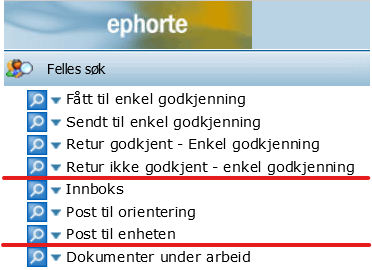 ephorte
Felles søk
Fått til enkel godkjenning
Sendt til enkel godkjenning
Retur godkjent - Enkel godkjenning
Retur ikke godkjent - enkel godkjenning
Innboks
Post til orientering
Post til enheten
Dokumenter under arbeid